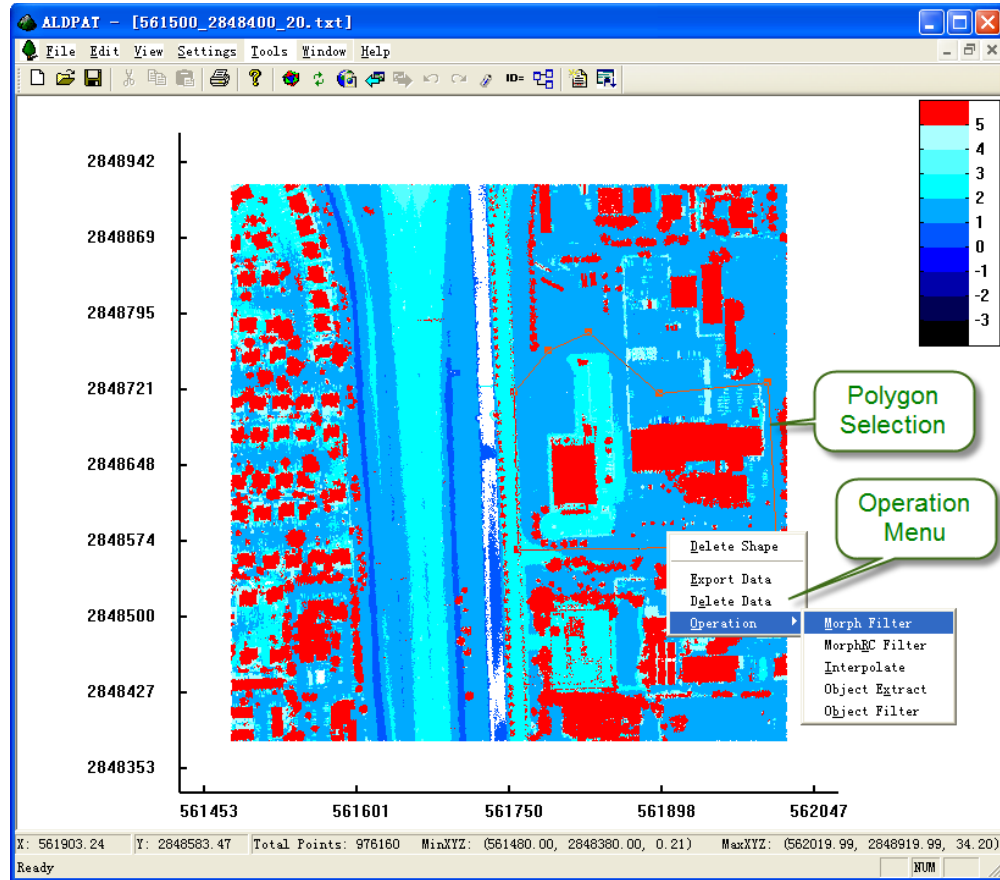 ALDPAT - [561500_2848400_20.txt]
File Edit View Settings Tools Window Help
ID=
5
4
3
2
1
0
-1
-2
-3
2848942
2848869
2848795
2848721
2848648
2848574
2848500
2848427
2848353
Polygon
Selection
Operation
Menu
Delete Shape
Export Data
Delete Data
Operation
Morph Filter
MorphRC Filter
Interpolate
Object Extract
Object Filter
561453 561601 561750 561898 562047
X: 561903.24 Y: 2848583.47 Total Points: 976160 MinXYZ: (561480.00, 2848380.00, 0.21) MaxXYZ: (562019.99, 2848919.99, 34.20)
Ready NUM